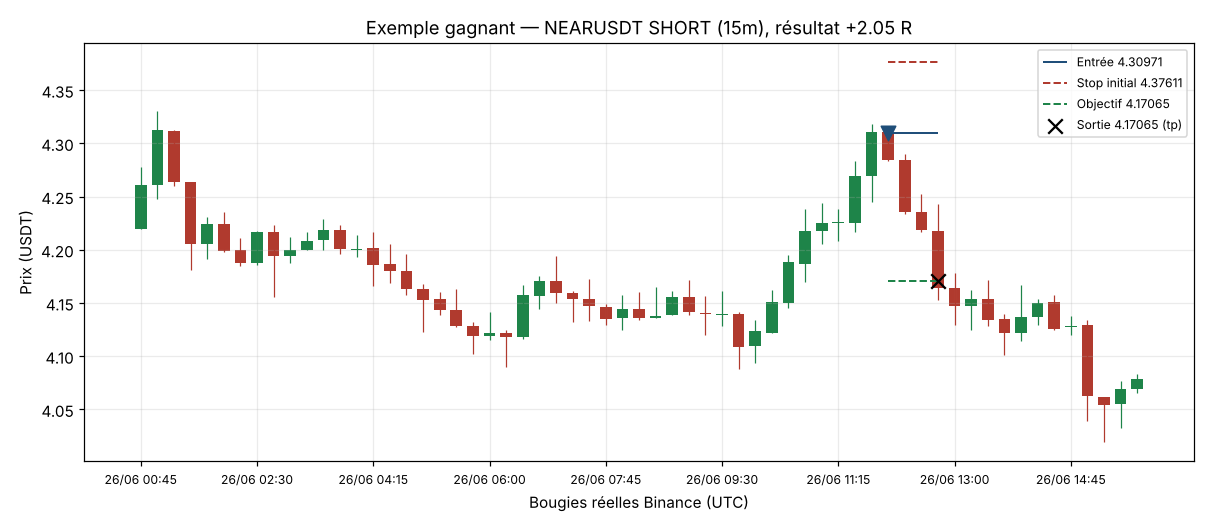 Exemple gagnant — NEARUSDT SHORT (15m), résultat +2.05 R
Entrée 4.30971
Stop initial 4.37611
Objectif 4.17065
Sortie 4.17065 (tp)
Prix (USDT)
4.35
4.30
4.25
4.20
4.15
4.10
4.05
26/06 00:45
26/06 02:30
26/06 04:15
26/06 06:00
26/06 07:45
26/06 09:30
26/06 11:15
26/06 13:00
26/06 14:45
Bougies réelles Binance (UTC)